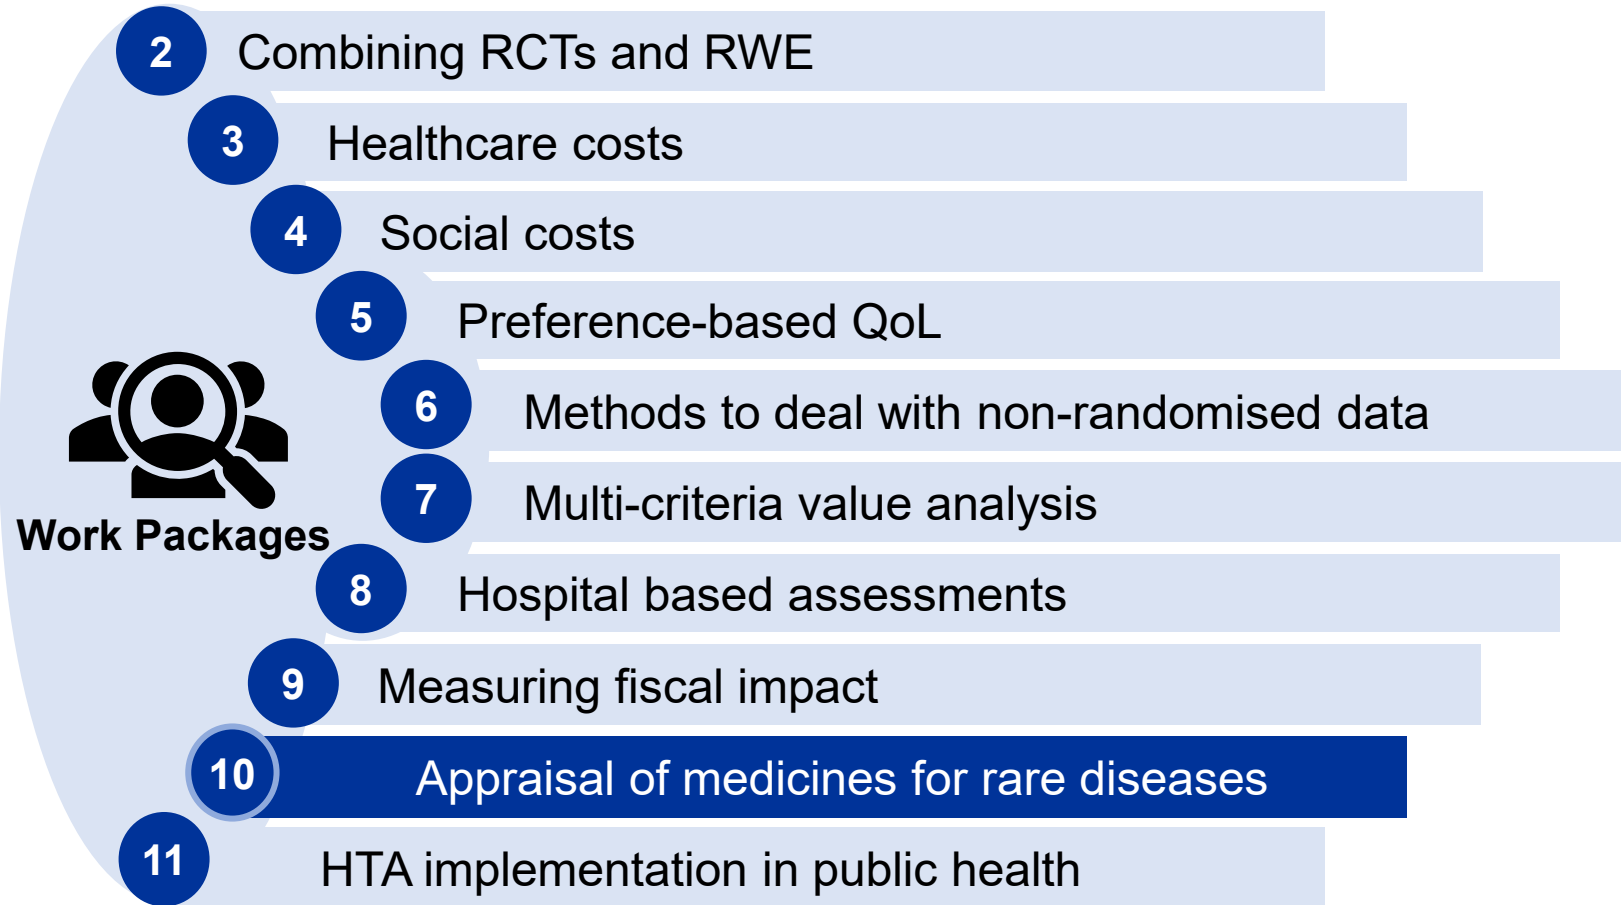 2 Combining RCTs and RWE
3 Healthcare costs
4 Social costs
5 Preference-based QoL
6 Methods to deal with non-randomised data
7 Multi-criteria value analysis
Work Packages
8 Hospital based assessments
9 Measuring fiscal impact
10 Appraisal of medicines for rare diseases
11 HTA implementation in public health